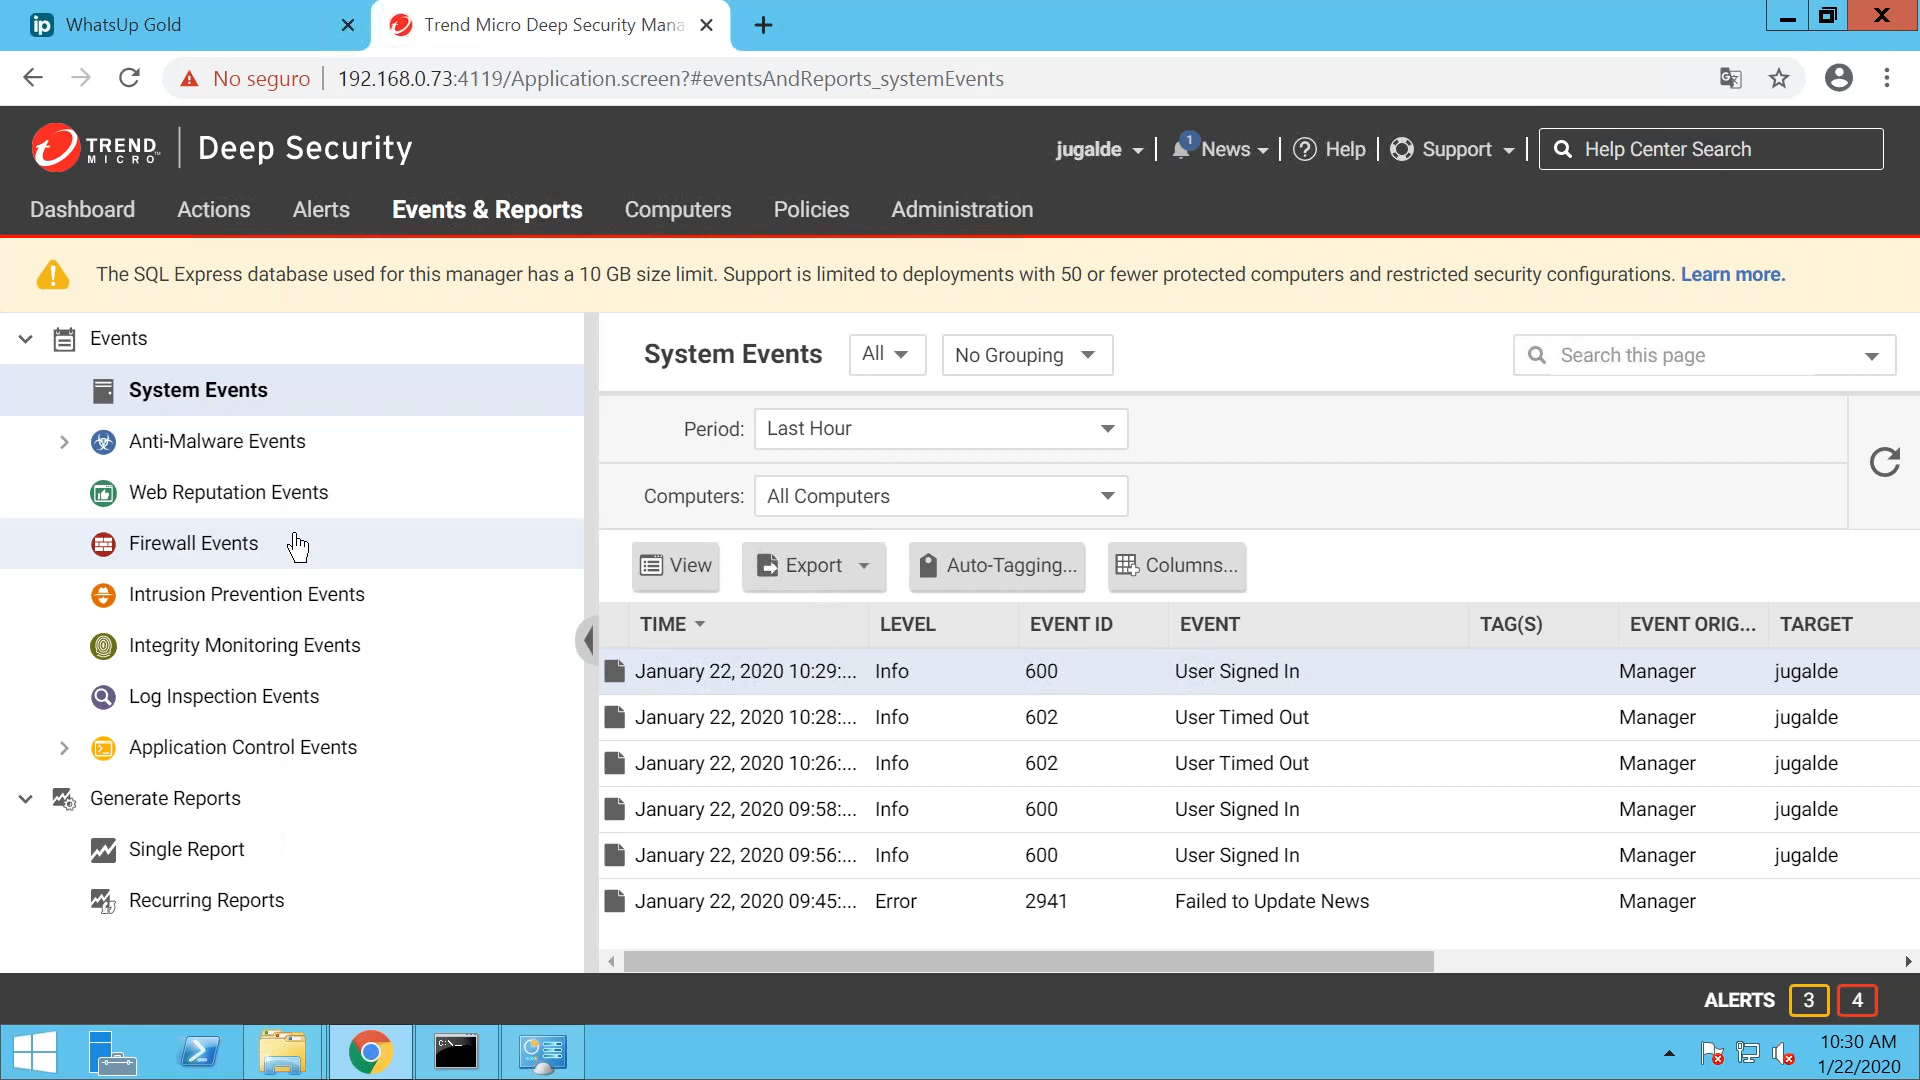 WhatsUp Gold
Trend Micro Deep Security Mana
No seguro
192.168.0.73:4119/Application.screen?#eventsAndReports_systemEvents
TREND MICRO
Deep Security
jugalde
1
News
Help
Support
Help Center Search
Dashboard
Actions
Alerts
Events & Reports
Computers
Policies
Administration
The SQL Express database used for this manager has a 10 GB size limit. Support is limited to deployments with 50 or fewer protected computers and restricted security configurations. Learn more.
Events
System Events
Anti-Malware Events
Web Reputation Events
Firewall Events
Intrusion Prevention Events
Integrity Monitoring Events
Log Inspection Events
Application Control Events
Generate Reports
Single Report
Recurring Reports
System Events
All
No Grouping
Search this page
Period: Last Hour
Computers: All Computers
View
Export
Auto-Tagging...
Columns...
TIME LEVEL EVENT ID EVENT TAG(S) EVENT ORIG... TARGET
January 22, 2020 10:29:... Info 600 User Signed In Manager jugalde
January 22, 2020 10:28:... Info 602 User Timed Out Manager jugalde
January 22, 2020 10:26:... Info 602 User Timed Out Manager jugalde
January 22, 2020 09:58:... Info 600 User Signed In Manager jugalde
January 22, 2020 09:56:... Info 600 User Signed In Manager jugalde
January 22, 2020 09:45:... Error 2941 Failed to Update News Manager
ALERTS 3 4
10:30 AM
1/22/2020